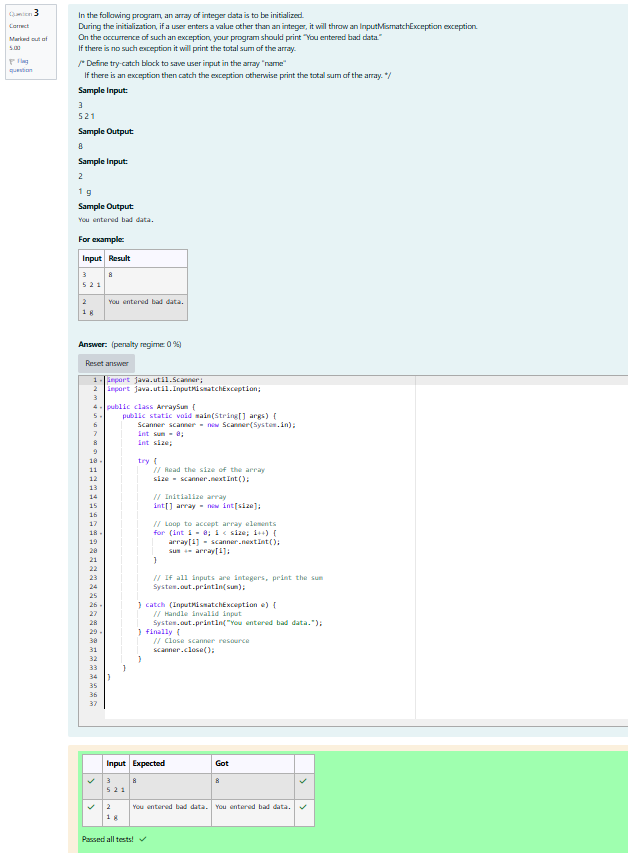 Question 3
Correct
Marked out of
5.00
Flag
question
In the following program, an array of integer data is to be initialized.
During the initialization, if a user enters a value other than an integer, it will throw an InputMismatchException exception.
On the occurrence of such an exception, your program should print "You entered bad data."
If there is no such exception it will print the total sum of the array.
/* Define try-catch block to save user input in the array "name"
If there is an exception then catch the exception otherwise print the total sum of the array. */
Sample Input:
3
5 2 1
Sample Output:
8
Sample Input:
2
1 g
Sample Output:
You entered bad data.
For example:
Input Result
3 8
5 2 1
2 You entered bad data.
1 g
Answer: (penalty regime: 0 %)
Reset answer
1 import java.util.Scanner;
2 import java.util.InputMismatchException;
3
4 public class ArraySum {
5 public static void main(String[] args) {
6 Scanner scanner = new Scanner(System.in);
7 int sum = 0;
8 int size;
9
10 try {
11 // Read the size of the array
12 size = scanner.nextInt();
13
14 // Initialize array
15 int[] array = new int[size];
16
17 // Loop to accept array elements
18 for (int i = 0; i < size; i++) {
19 array[i] = scanner.nextInt();
20 sum += array[i];
21 }
22
23 // If all inputs are integers, print the sum
24 System.out.println(sum);
25
26 } catch (InputMismatchException e) {
27 // Handle invalid input
28 System.out.println("You entered bad data.");
29 } finally {
30 // Close scanner resource
31 scanner.close();
32 }
33 }
34 }
35
36
37
Input Expected Got
3 8 8
5 2 1
2 You entered bad data. You entered bad data.
1 g
Passed all tests!